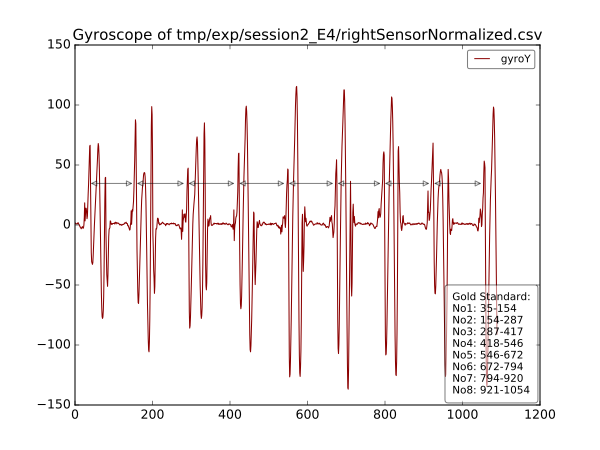 Gyroscope of tmp/exp/session2_E4/rightSensorNormalized.csv
150
100
50
0
−50
−100
−150
gyroY
Gold Standard:
No1: 35-154
No2: 154-287
No3: 287-417
No4: 418-546
No5: 546-672
No6: 672-794
No7: 794-920
No8: 921-1054
0 200 400 600 800 1000 1200